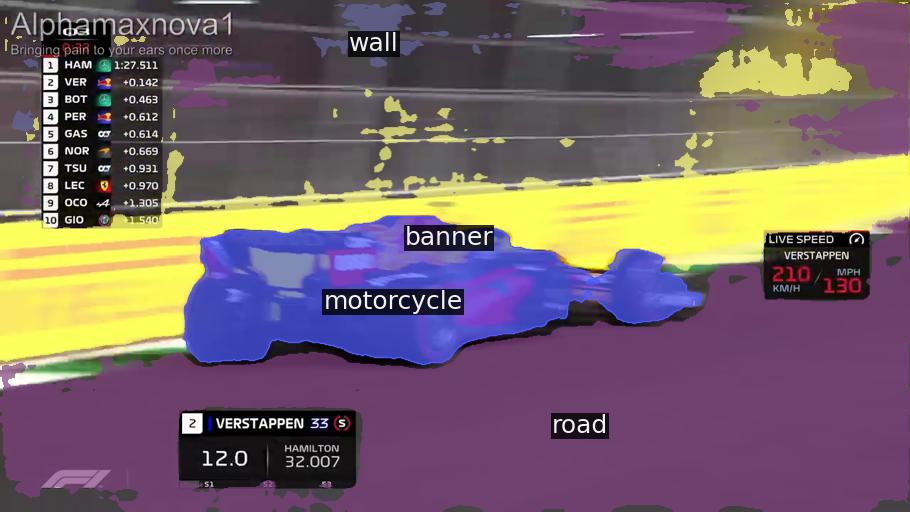 Alphamaxnova1
Bringing pain to your ears once more
1 HAM 1:27.511
2 VER +0.142
3 BOT +0.463
4 PER +0.612
5 GAS +0.614
6 NOR +0.669
7 TSU +0.931
8 LEC +0.970
9 OCO +1.305
10 GIO +1.540
wall
banner
motorcycle
road
LIVE SPEED
VERSTAPPEN
210 / MPH
KM/H 130
2 VERSTAPPEN 33 S
12.0 HAMILTON
32.007
S1 S2 S3
F1